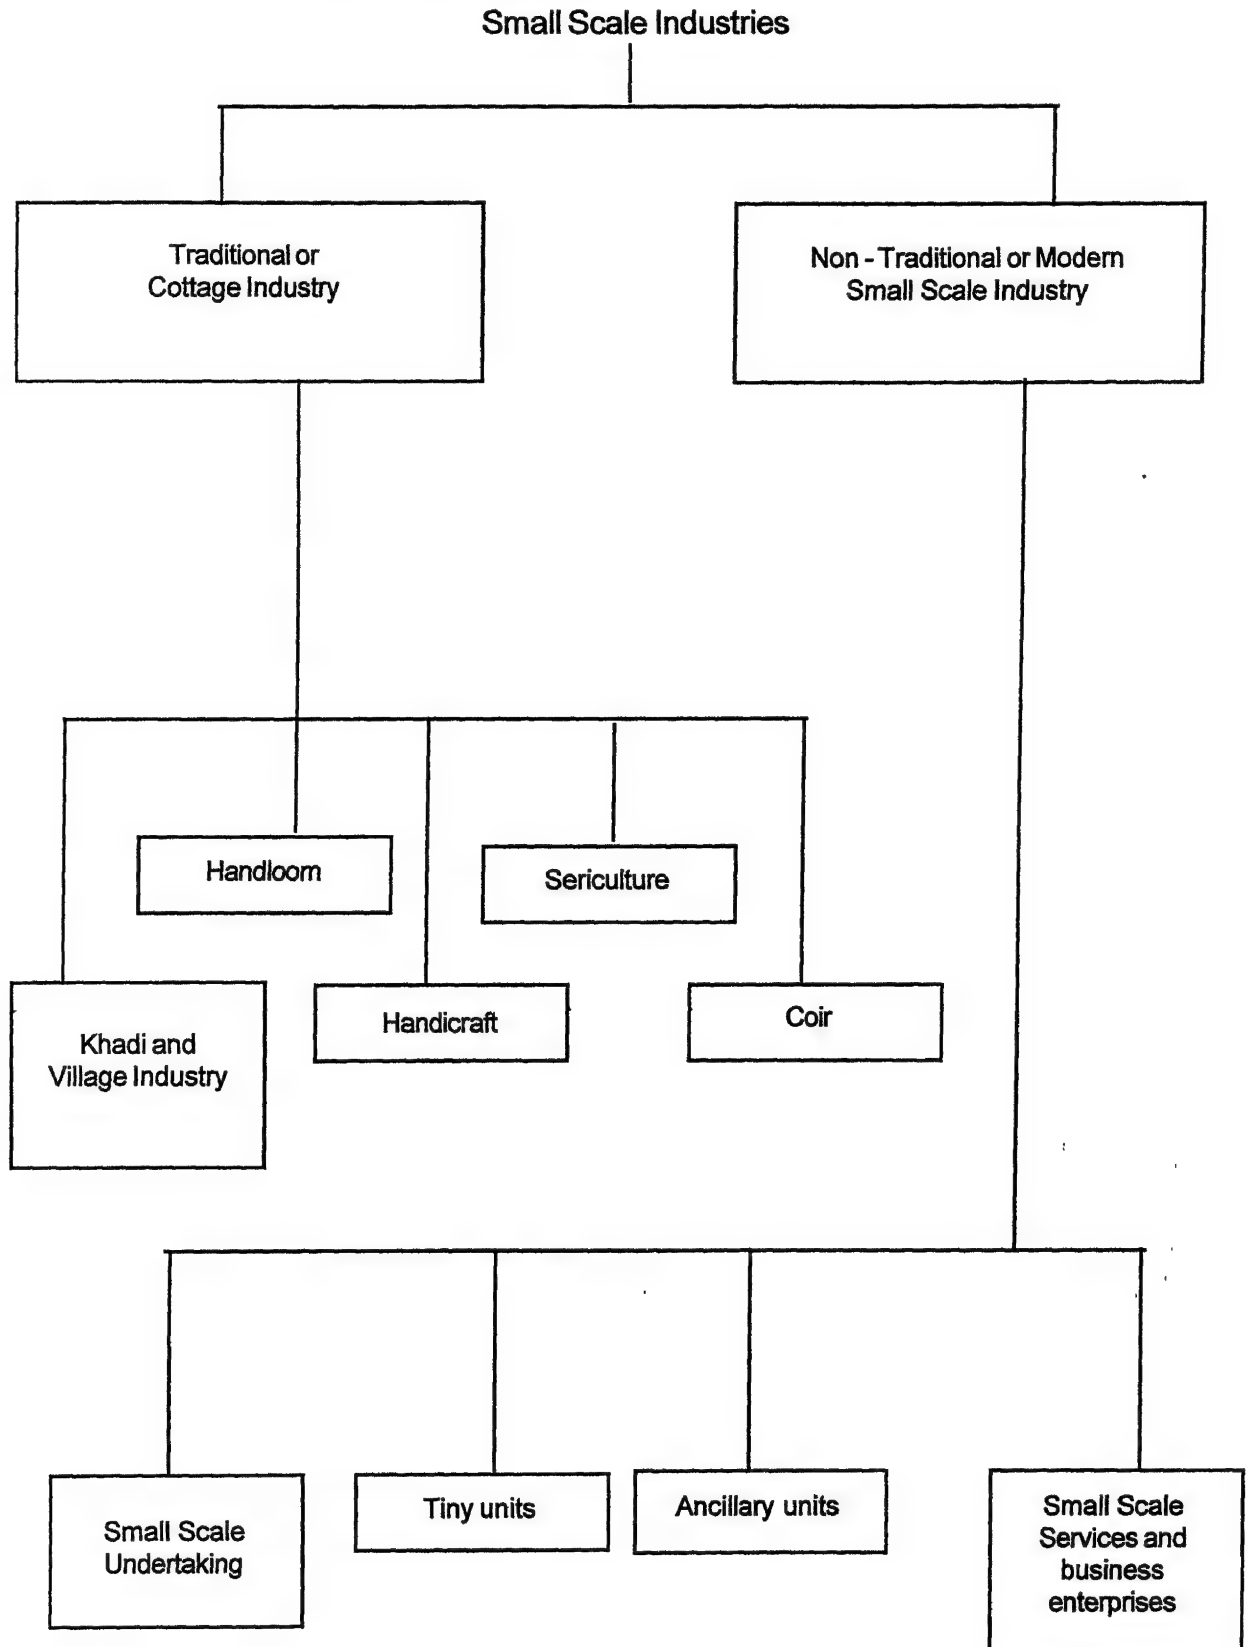 Small Scale Industries
Traditional or
Cottage Industry
Non - Traditional or Modern
Small Scale Industry
Handloom
Sericulture
Khadi and
Village Industry
Handicraft
Coir
Small Scale
Undertaking
Tiny units
Ancillary units
Small Scale
Services and
business
enterprises